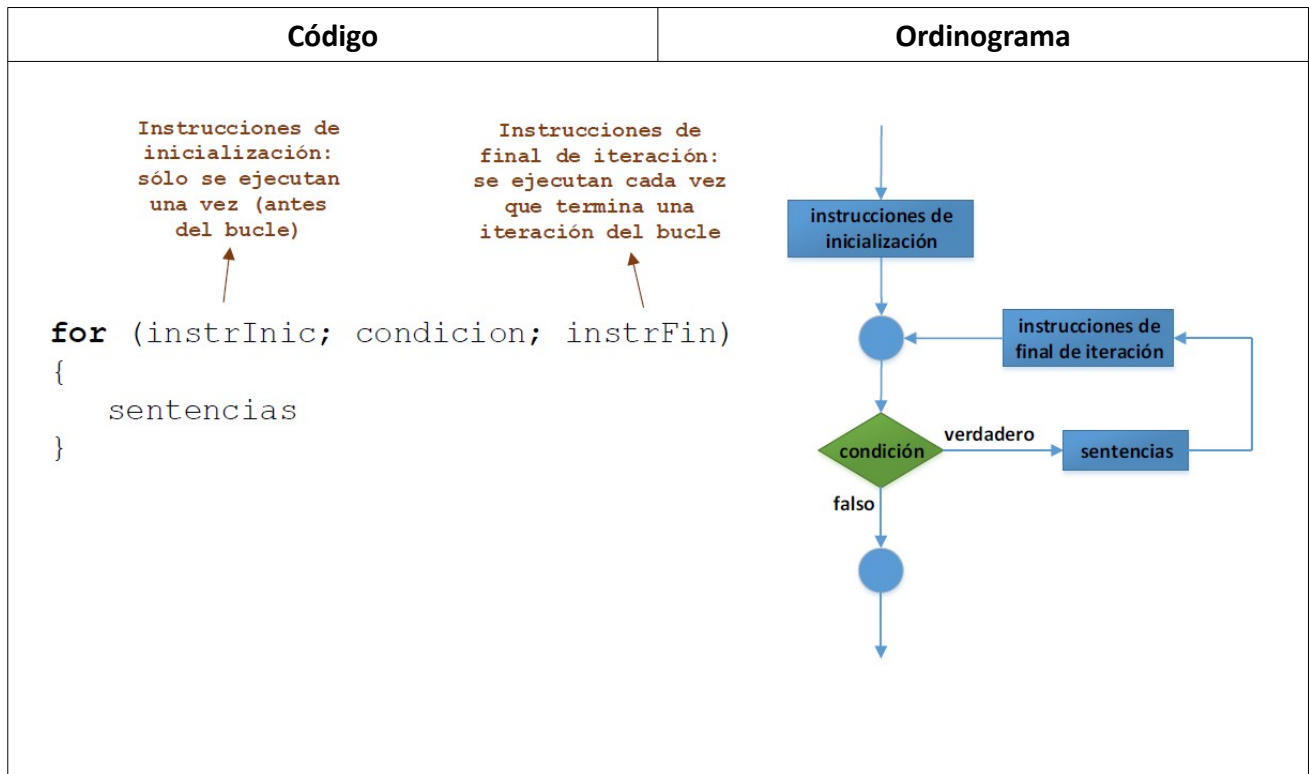 Código
Ordinograma
Instrucciones de
inicialización:
sólo se ejecutan
una vez (antes
del bucle)
Instrucciones de
final de iteración:
se ejecutan cada vez
que termina una
iteración del bucle
for (instrInic; condicion; instrFin)
{
sentencias
}
instrucciones de
inicialización
instrucciones de
final de iteración
condición
verdadero
sentencias
falso